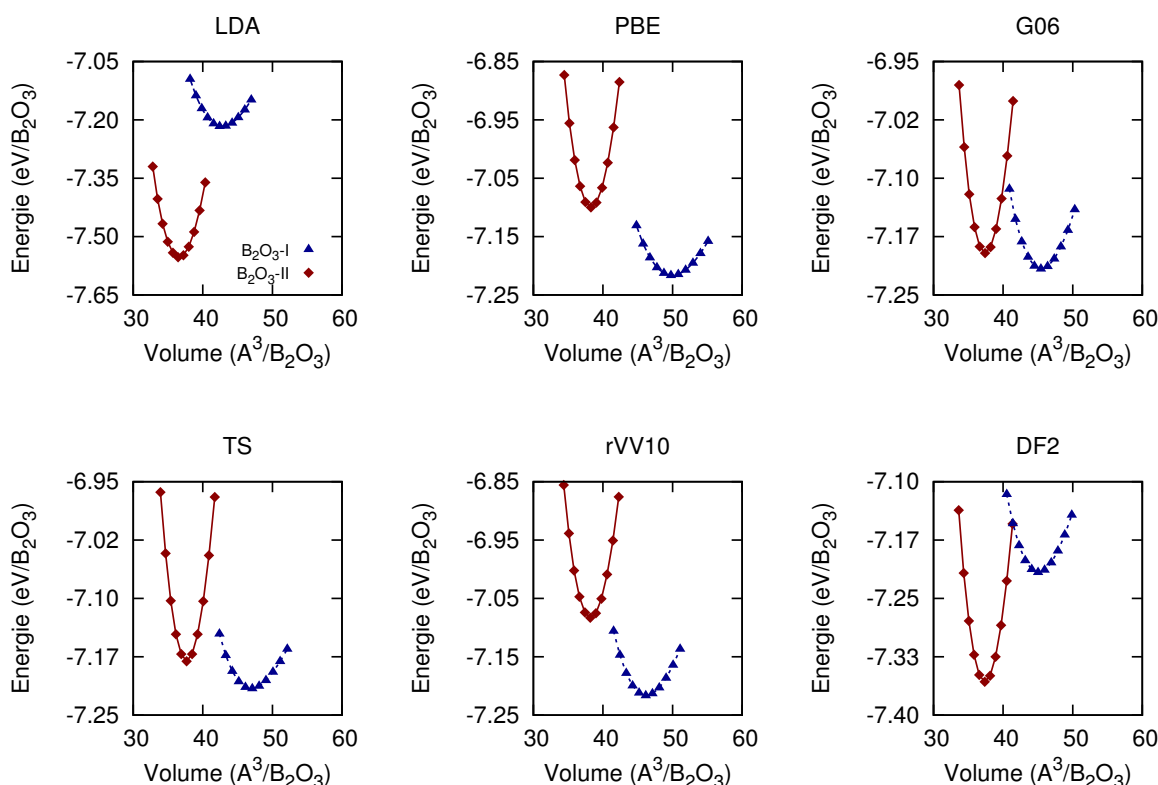 LDA
Energie (eV/B₂O₃)
-7.05
-7.20
-7.35
-7.50
-7.65
30 40 50 60
Volume (A³/B₂O₃)
B₂O₃-I
B₂O₃-II
PBE
Energie (eV/B₂O₃)
-6.85
-6.95
-7.05
-7.15
-7.25
30 40 50 60
Volume (A³/B₂O₃)
G06
Energie (eV/B₂O₃)
-6.95
-7.02
-7.10
-7.17
-7.25
30 40 50 60
Volume (A³/B₂O₃)
TS
Energie (eV/B₂O₃)
-6.95
-7.02
-7.10
-7.17
-7.25
30 40 50 60
Volume (A³/B₂O₃)
rVV10
Energie (eV/B₂O₃)
-6.85
-6.95
-7.05
-7.15
-7.25
30 40 50 60
Volume (A³/B₂O₃)
DF2
Energie (eV/B₂O₃)
-7.10
-7.17
-7.25
-7.33
-7.40
30 40 50 60
Volume (A³/B₂O₃)